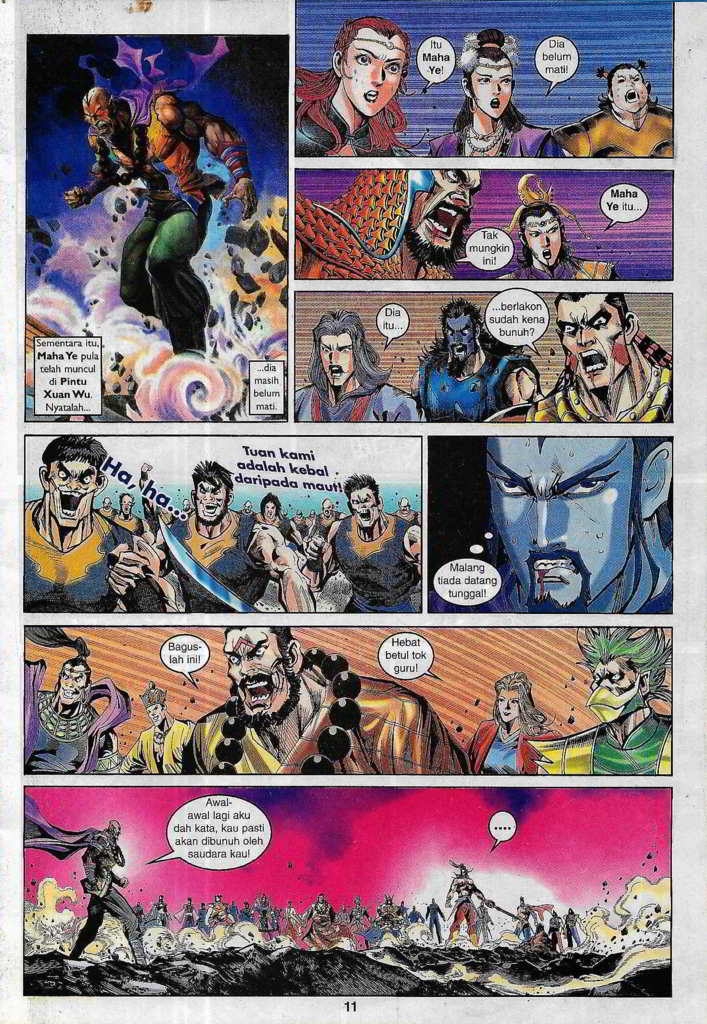 Sementara itu,
Maha Ye pula
telah muncul
di Pintu
Xuan Wu.
Nyatalah...
...dia
masih
belum
mati.
Itu
Maha
Ye!
Dia
belum
mati!
Tak
mungkin
ini!
Maha
Ye itu...
Dia
itu...
...berlakon
sudah kena
bunuh?
Ha, ha...
Tuan kami
adalah kebal
daripada maut!
Malang
tiada datang
tunggal!
Bagus-
lah ini!
Hebat
betul tok
guru!
Awal-
awal lagi aku
dah kata, kau pasti
akan dibunuh oleh
saudara kau!
....
11